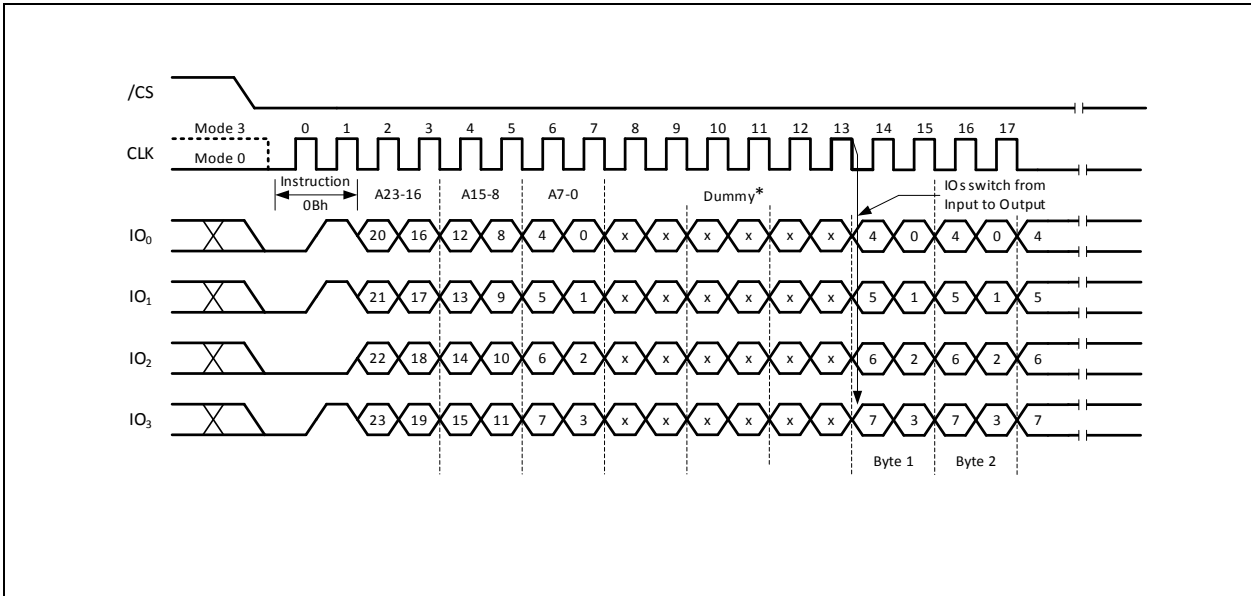 /CS
Mode 3 0 1 2 3 4 5 6 7 8 9 10 11 12 13 14 15 16 17
CLK Mode 0
Instruction
0Bh A23-16 A15-8 A7-0 Dummy* IOs switch from
Input to Output
IO0 20 16 12 8 4 0 x x x x x x 4 0 4 0 4
IO1 21 17 13 9 5 1 x x x x x x 5 1 5 1 5
IO2 22 18 14 10 6 2 x x x x x x 6 2 6 2 6
IO3 23 19 15 11 7 3 x x x x x x 7 3 7 3 7
Byte 1 Byte 2